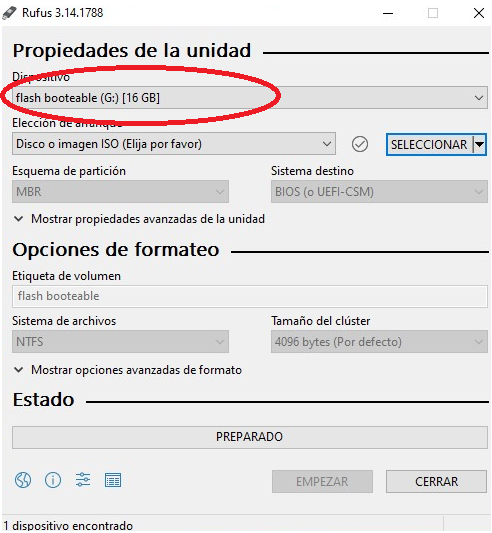 Rufus 3.14.1788
Propiedades de la unidad
Dispositivo
flash booteable (G:) [16 GB]
Elección de arranque
Disco o imagen ISO (Elija por favor)
SELECCIONAR
Esquema de partición
Sistema destino
MBR
BIOS (o UEFI-CSM)
Mostrar propiedades avanzadas de la unidad
Opciones de formateo
Etiqueta de volumen
flash booteable
Sistema de archivos
Tamaño del clúster
NTFS
4096 bytes (Por defecto)
Mostrar opciones avanzadas de formato
Estado
PREPARADO
EMPEZAR
CERRAR
1 dispositivo encontrado